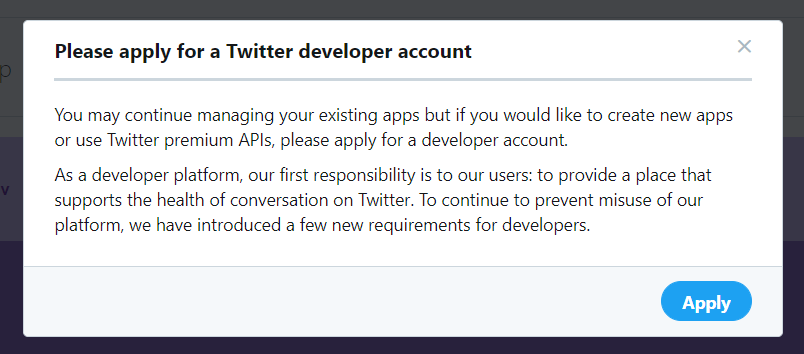 Please apply for a Twitter developer account
You may continue managing your existing apps but if you would like to create new apps
or use Twitter premium APIs, please apply for a developer account.
As a developer platform, our first responsibility is to our users: to provide a place that
supports the health of conversation on Twitter. To continue to prevent misuse of our
platform, we have introduced a few new requirements for developers.
Apply